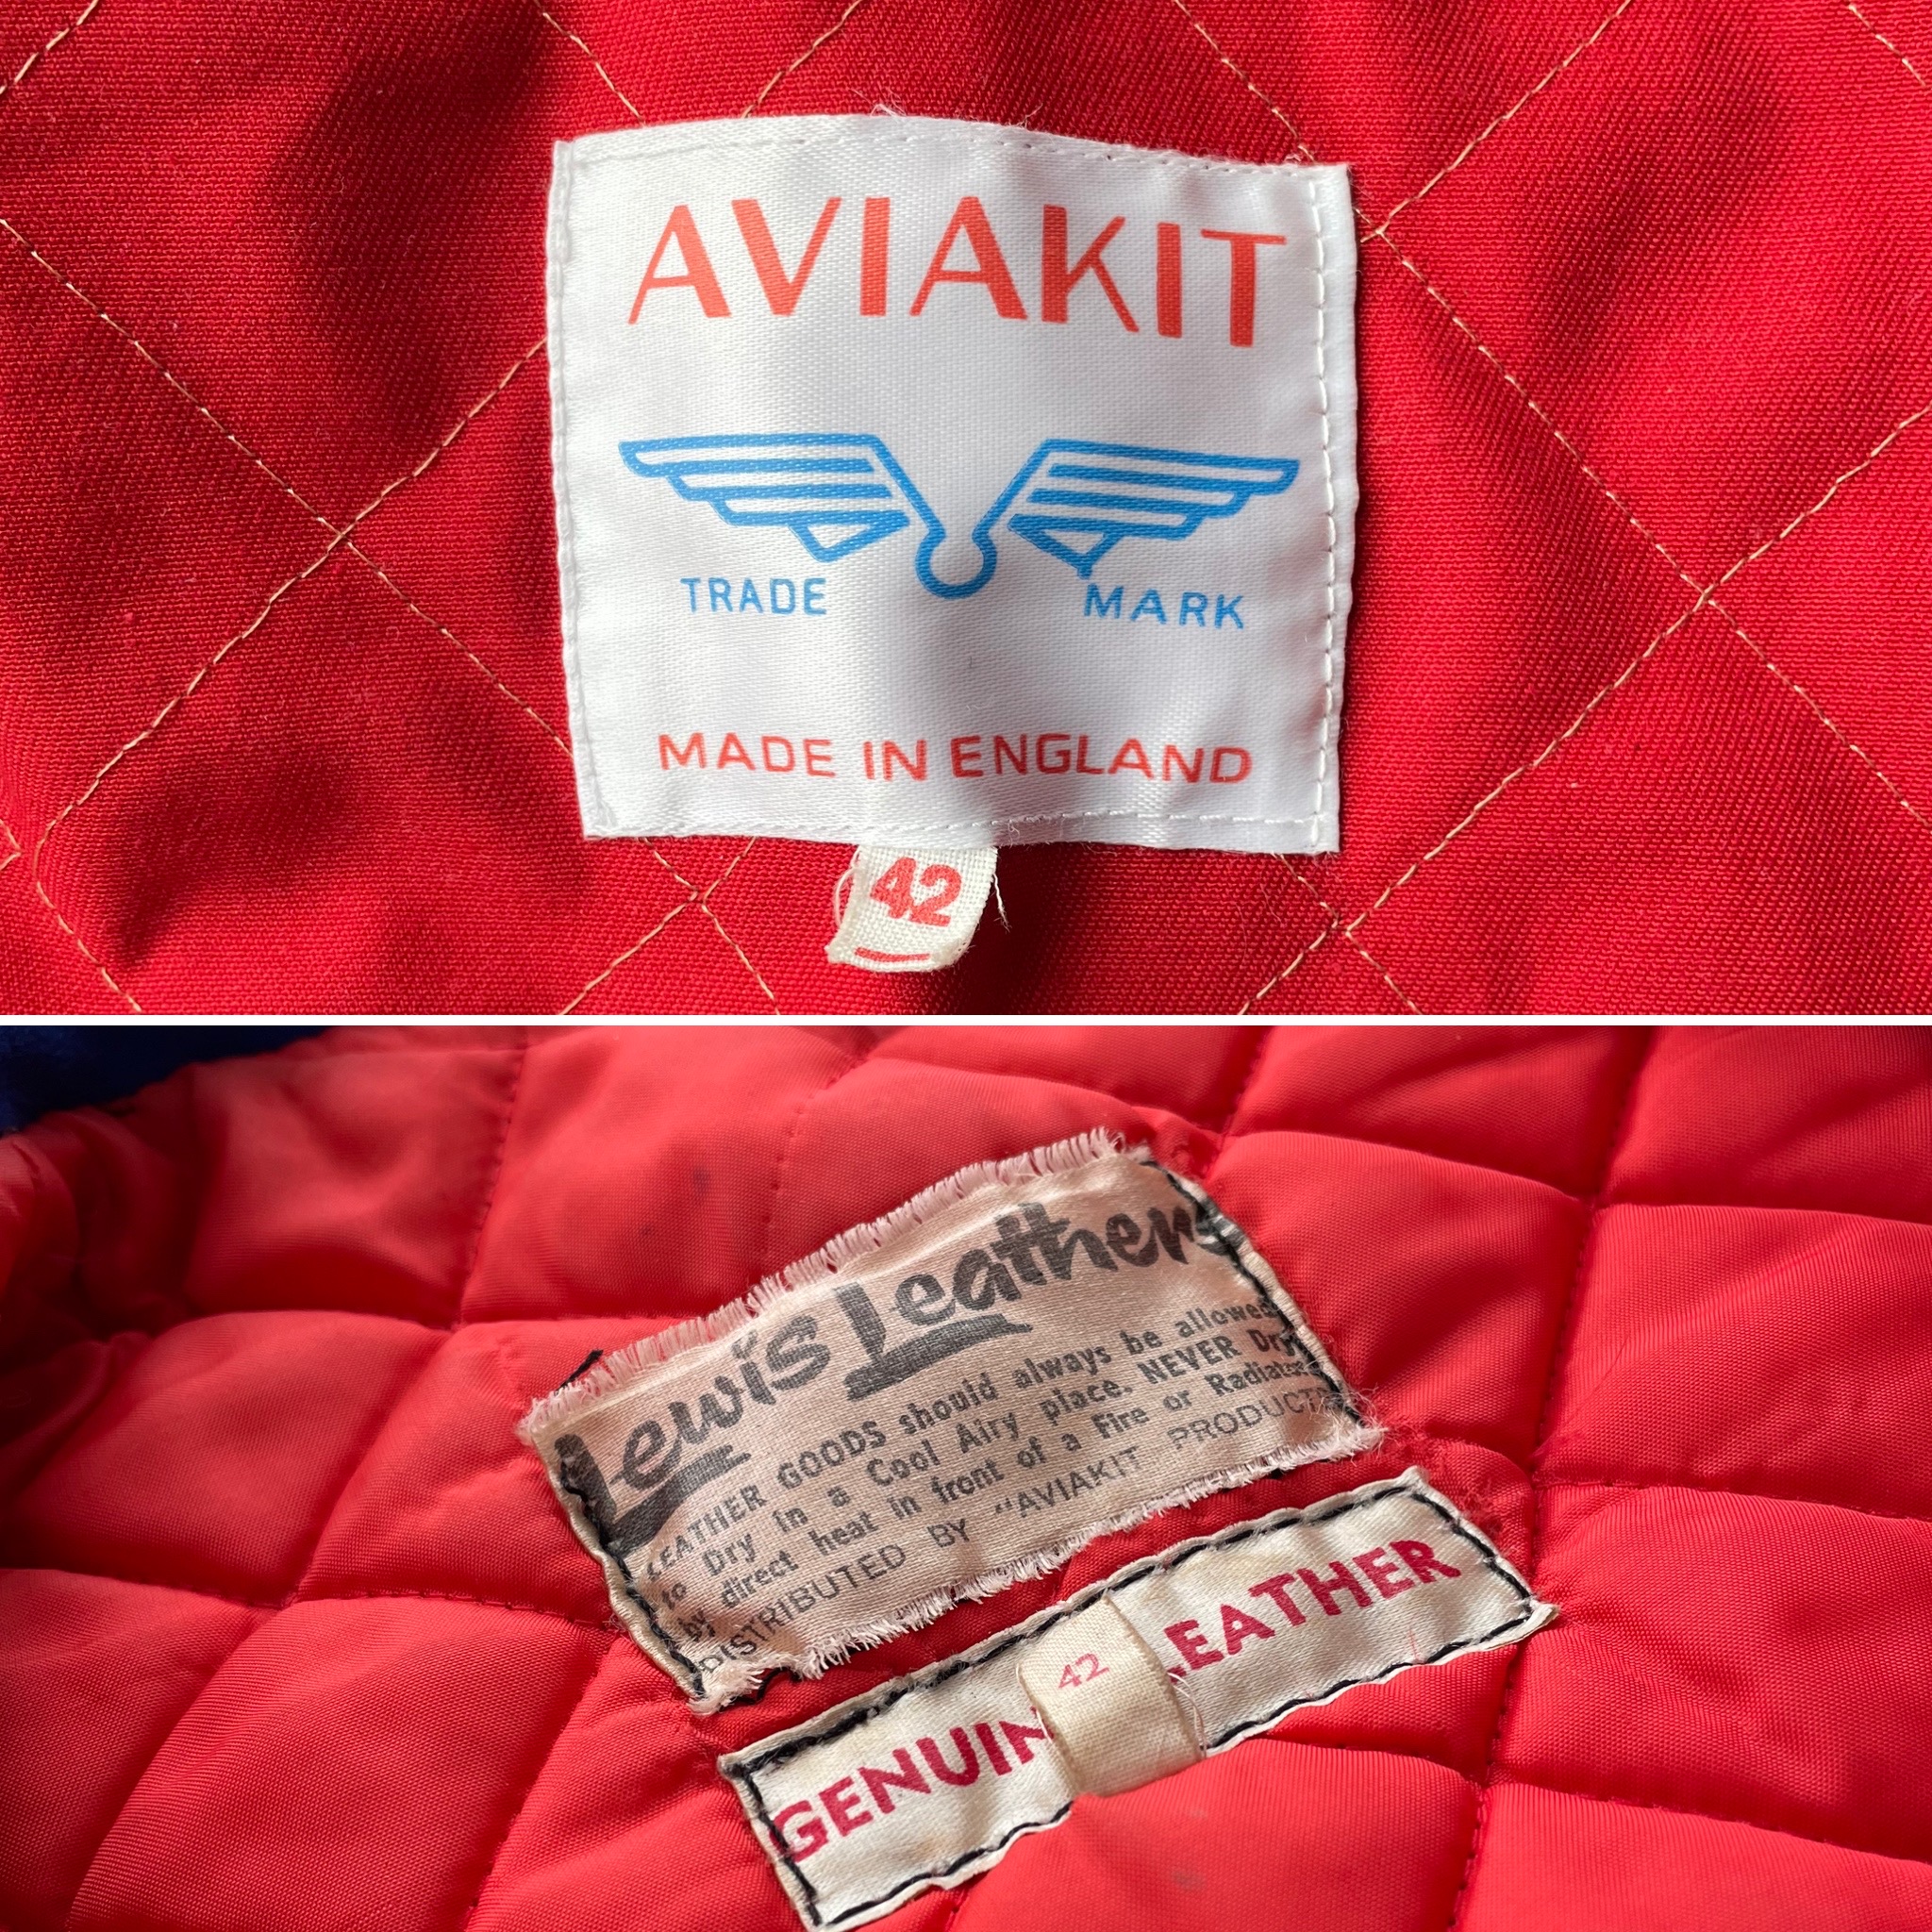 AVIAKIT
TRADE MARK
MADE IN ENGLAND
42
Lewis Leathers
LEATHER GOODS should always be allowed
to Dry in a Cool Airy place. NEVER Dry
by direct heat in front of a Fire or Radiator
DISTRIBUTED BY "AVIAKIT PRODUCTS
GENUIN LEATHER
42